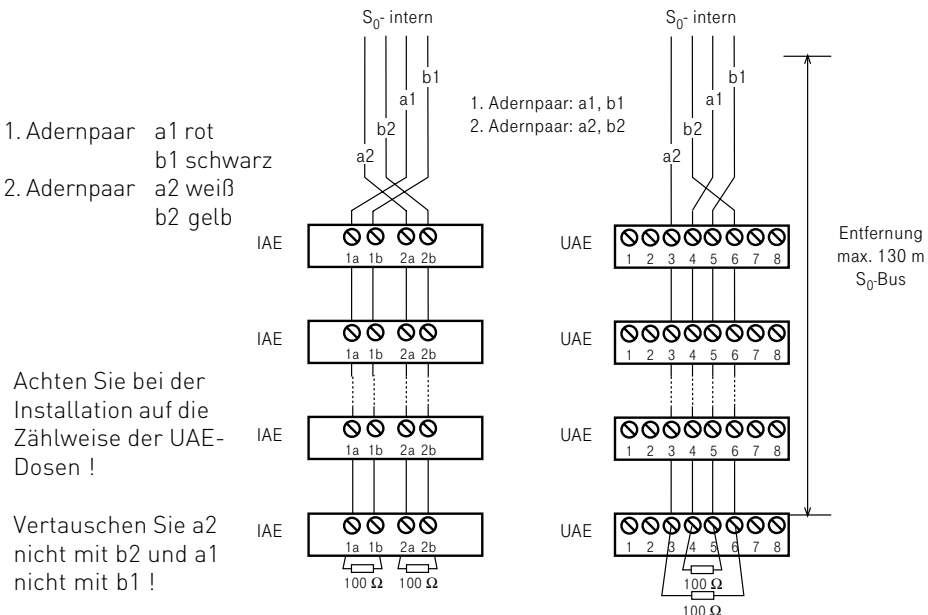 S0- intern
S0- intern
b1
a1
b2
a2
b1
a1
b2
a2
1. Adernpaar: a1, b1
2. Adernpaar: a2, b2
1. Adernpaar a1 rot
b1 schwarz
2. Adernpaar a2 weiß
b2 gelb
IAE
1a 1b 2a 2b
UAE
1 2 3 4 5 6 7 8
Entfernung
max. 130 m
S0-Bus
IAE
1a 1b 2a 2b
UAE
1 2 3 4 5 6 7 8
Achten Sie bei der
Installation auf die
Zählweise der UAE-
Dosen !
IAE
1a 1b 2a 2b
UAE
1 2 3 4 5 6 7 8
Vertauschen Sie a2
nicht mit b2 und a1
nicht mit b1 !
IAE
1a 1b 2a 2b
100 Ω 100 Ω
UAE
1 2 3 4 5 6 7 8
100 Ω
100 Ω